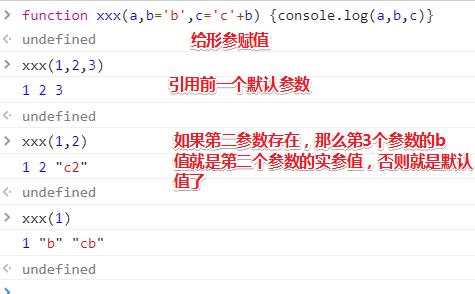 function xxx(a,b='b',c='c'+b) {console.log(a,b,c)}
undefined
给形参赋值
xxx(1,2,3)
1 2 3
引用前一个默认参数
undefined
xxx(1,2)
1 2 "c2"
如果第二参数存在，那么第3个参数的b
值就是第二个参数的实参值，否则就是默认
值了
undefined
xxx(1)
1 "b" "cb"
undefined